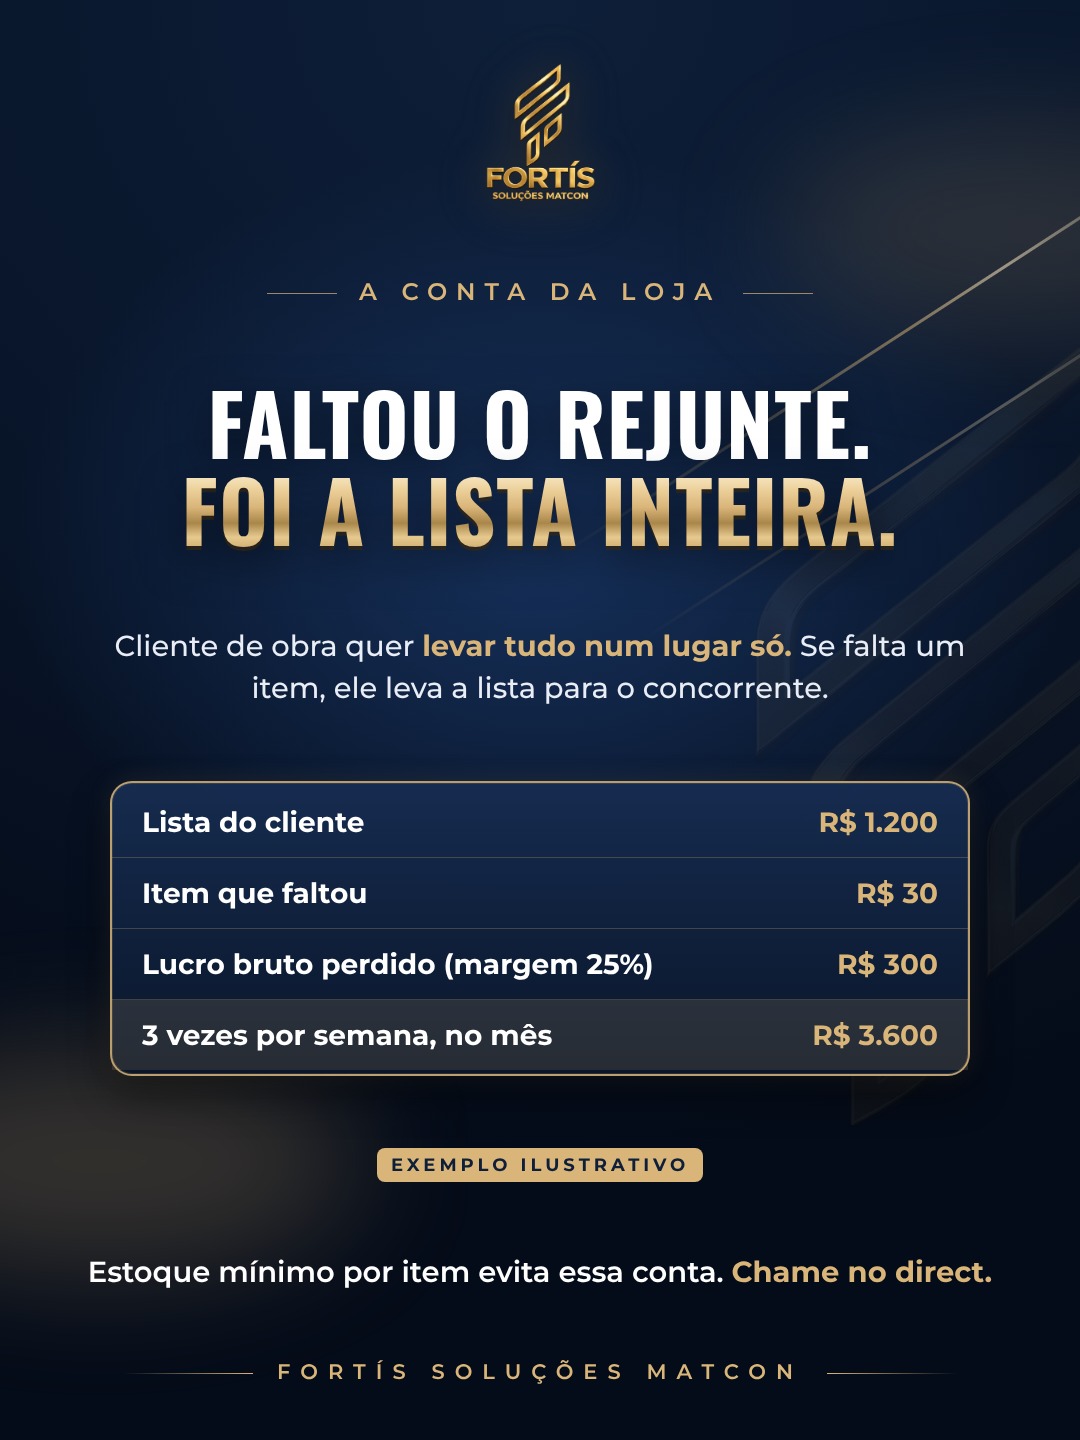 FORTÍS
SOLUÇÕES MATCON
A CONTA DA LOJA
FALTOU O REJUNTE.
FOI A LISTA INTEIRA.
Cliente de obra quer levar tudo num lugar só. Se falta um
item, ele leva a lista para o concorrente.
Lista do cliente R$ 1.200
Item que faltou R$ 30
Lucro bruto perdido (margem 25%) R$ 300
3 vezes por semana, no mês R$ 3.600
EXEMPLO ILUSTRATIVO
Estoque mínimo por item evita essa conta. Chame no direct.
FORTÍS SOLUÇÕES MATCON